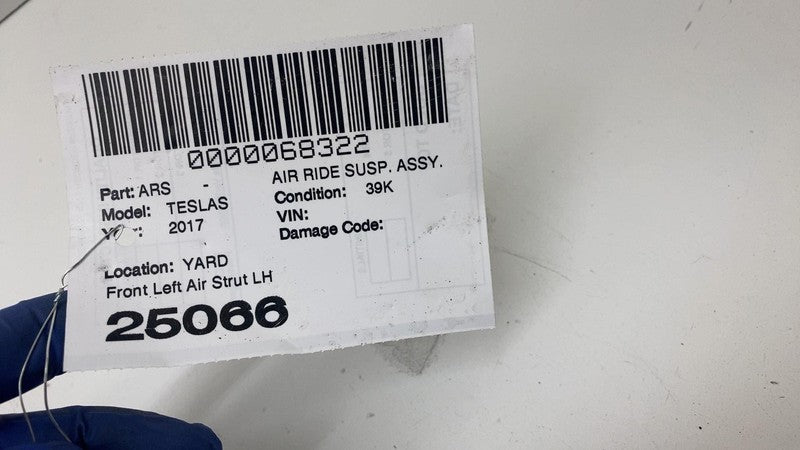 0000068322
Part: ARS - AIR RIDE SUSP. ASSY.
Model: TESLAS Condition: 39K
2017 VIN:
Damage Code:
Location: YARD
Front Left Air Strut LH
25066